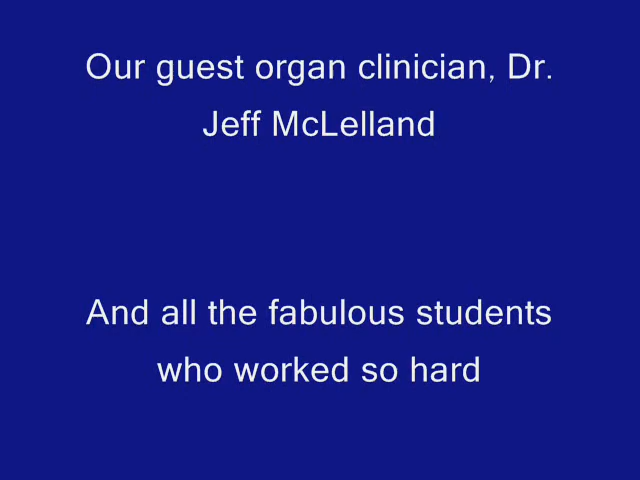 Our guest organ clinician, Dr.
Jeff McLelland
And all the fabulous students
who worked so hard